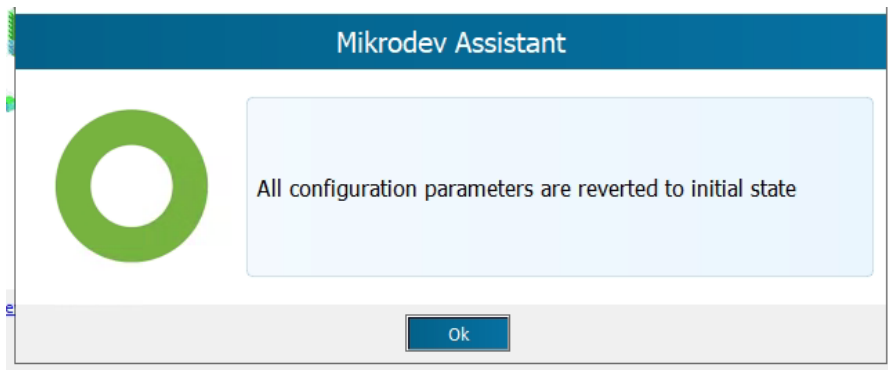 Mikrodev Assistant
All configuration parameters are reverted to initial state
e
Ok